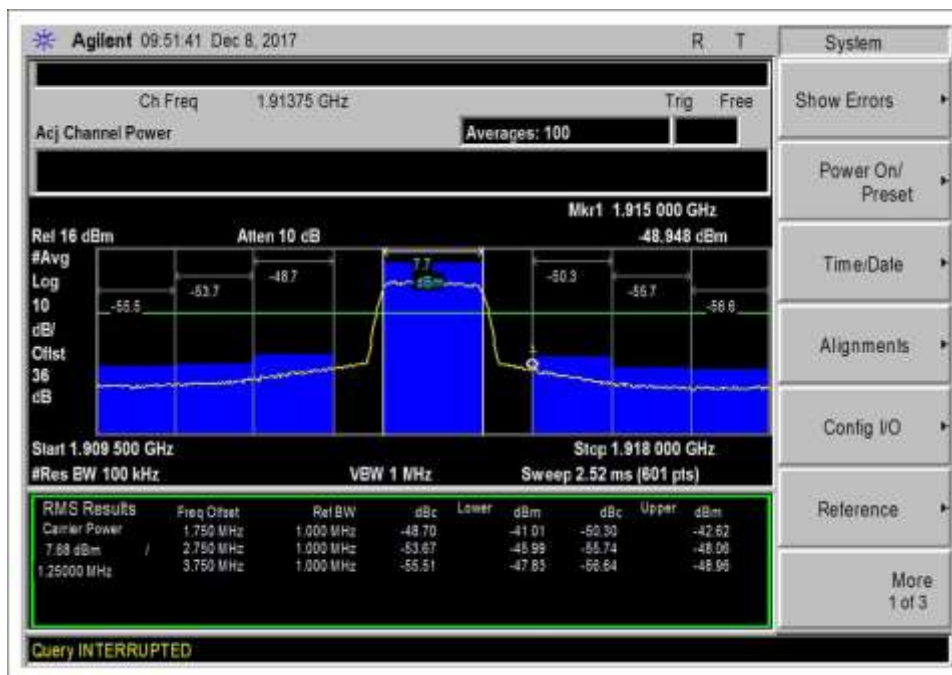 Agilent 09:51:41 Dec 8, 2017 R T
Ch Freq 1.91375 GHz Trig Free
Acj Channel Power
Averages: 100
Mkr1 1.915 000 GHz
Rel 16 dBm Atten 10 dB -48.948 dBm
#Avg
Log
10
dB/
Offst
36
dB
7.7
dBm
-48.7
-53.7
-55.5
-50.3
-55.7
-56.6
1
Start 1.909 500 GHz Stop 1.918 000 GHz
#Res BW 100 kHz VBW 1 MHz Sweep 2.52 ms (601 pts)
RMS Results Freq Offset Ref BW dBc Lower dBm dBc Upper dBm
Carrier Power 1.750 MHz 1.000 MHz -48.70 -41.01 -50.30 -42.62
7.68 dBm / 2.750 MHz 1.000 MHz -53.67 -45.99 -55.74 -48.06
1.25000 MHz 3.750 MHz 1.000 MHz -55.51 -47.83 -56.64 -48.96
Query INTERRUPTED
System
Show Errors
Power On/
Preset
Time/Date
Alignments
Config I/O
Reference
More
1 of 3